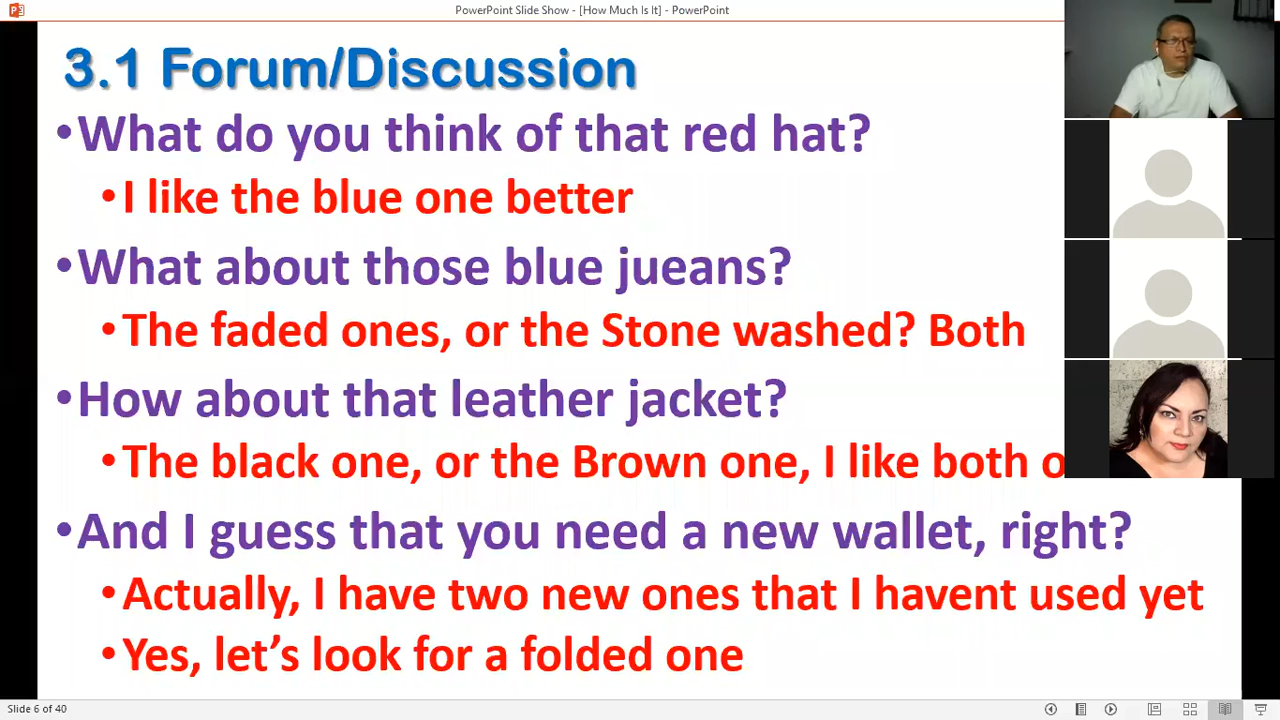 PowerPoint Slide Show - [How Much Is It] - PowerPoint
3.1 Forum/Discussion
•What do you think of that red hat?
•I like the blue one better
•What about those blue jueans?
•The faded ones, or the Stone washed? Both
•How about that leather jacket?
•The black one, or the Brown one, I like both
•And I guess that you need a new wallet, right?
•Actually, I have two new ones that I havent used yet
•Yes, let’s look for a folded one
Slide 6 of 40